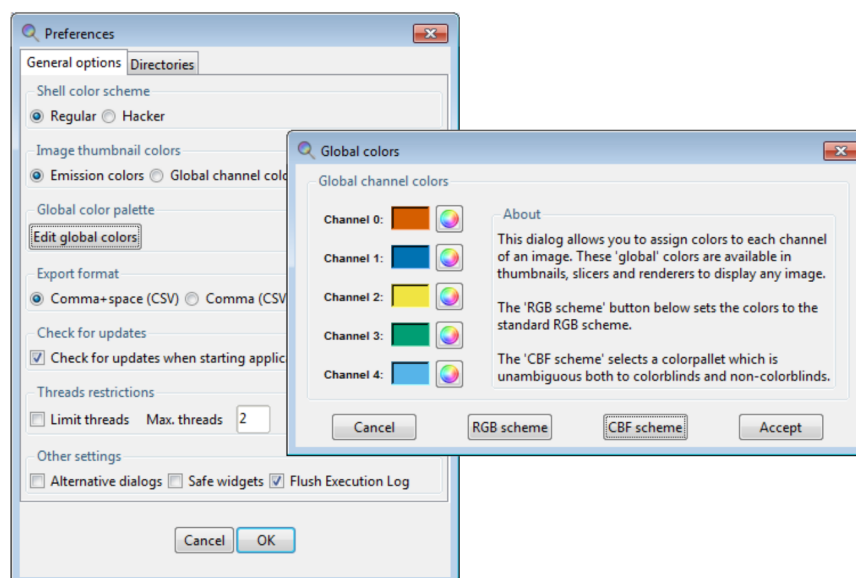 Preferences
General options Directories
Shell color scheme
Regular Hacker
Image thumbnail colors
Emission colors Global channel colo
Global color palette
Edit global colors
Export format
Comma+space (CSV) Comma (CSV
Check for updates
Check for updates when starting applic
Threads restrictions
Limit threads Max. threads 2
Other settings
Alternative dialogs Safe widgets Flush Execution Log
Cancel OK
Global colors
Global channel colors
Channel 0:
Channel 1:
Channel 2:
Channel 3:
Channel 4:
About
This dialog allows you to assign colors to each channel
of an image. These 'global' colors are available in
thumbnails, slicers and renderers to display any image.
The 'RGB scheme' button below sets the colors to the
standard RGB scheme.
The 'CBF scheme' selects a colorpallet which is
unambiguous both to colorblinds and non-colorblinds.
Cancel RGB scheme CBF scheme Accept